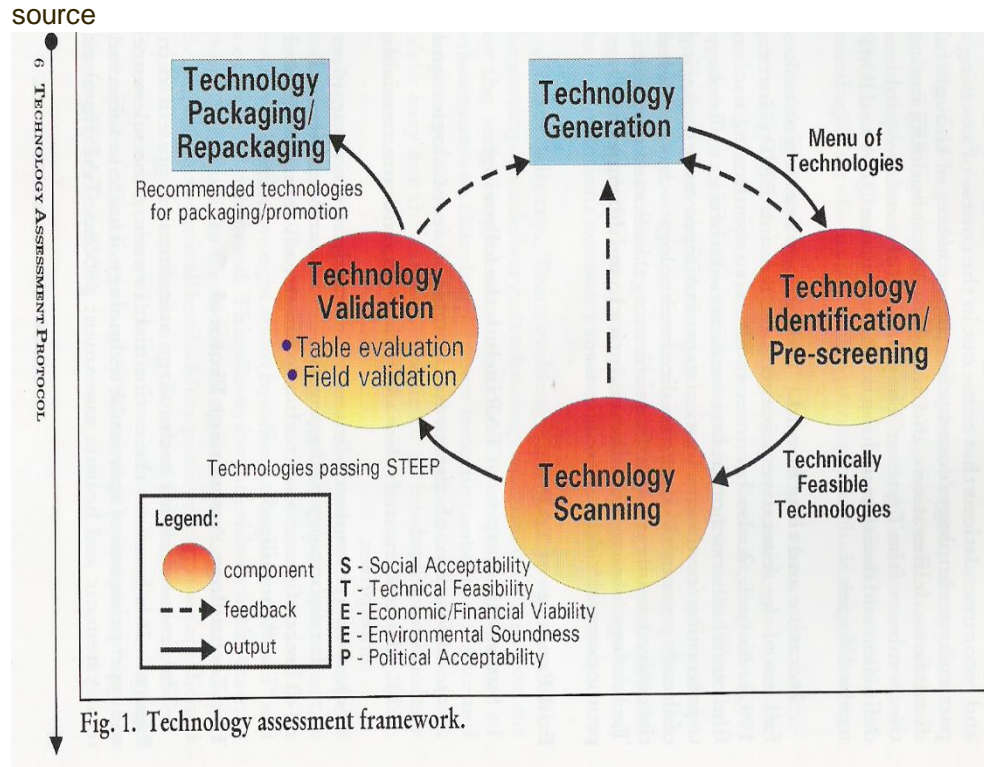 source
6 TECHNOLOGY ASSESSMENT PROTOCOL
Technology
Packaging/
Repackaging
Technology
Generation
Menu of
Technologies
Recommended technologies
for packaging/promotion
Technology
Validation
• Table evaluation
• Field validation
Technology
Identification/
Pre-screening
Technologies passing STEEP
Technology
Scanning
Technically
Feasible
Technologies
Legend:
component
feedback
output
S - Social Acceptability
T - Technical Feasibility
E - Economic/Financial Viability
E - Environmental Soundness
P - Political Acceptability
Fig. 1. Technology assessment framework.